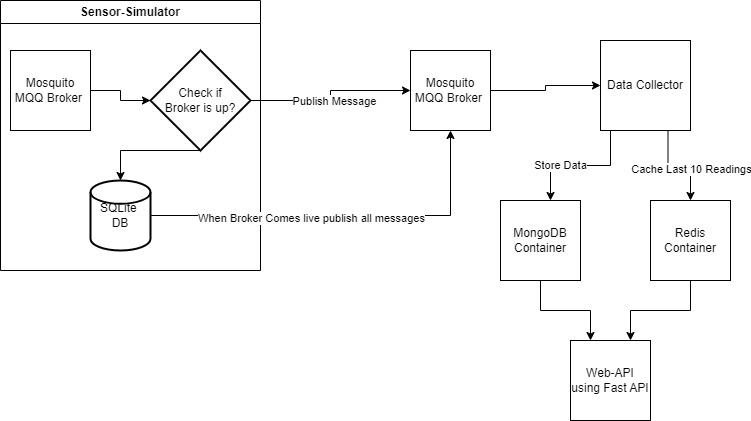 Sensor-Simulator
Mosquito
MQQ Broker
Check if
Broker is up?
Publish Message
Mosquito
MQQ Broker
Data Collector
Store Data
Cache Last 10 Readings
SQLite
DB
When Broker Comes live publish all messages
MongoDB
Container
Redis
Container
Web-API
using Fast API